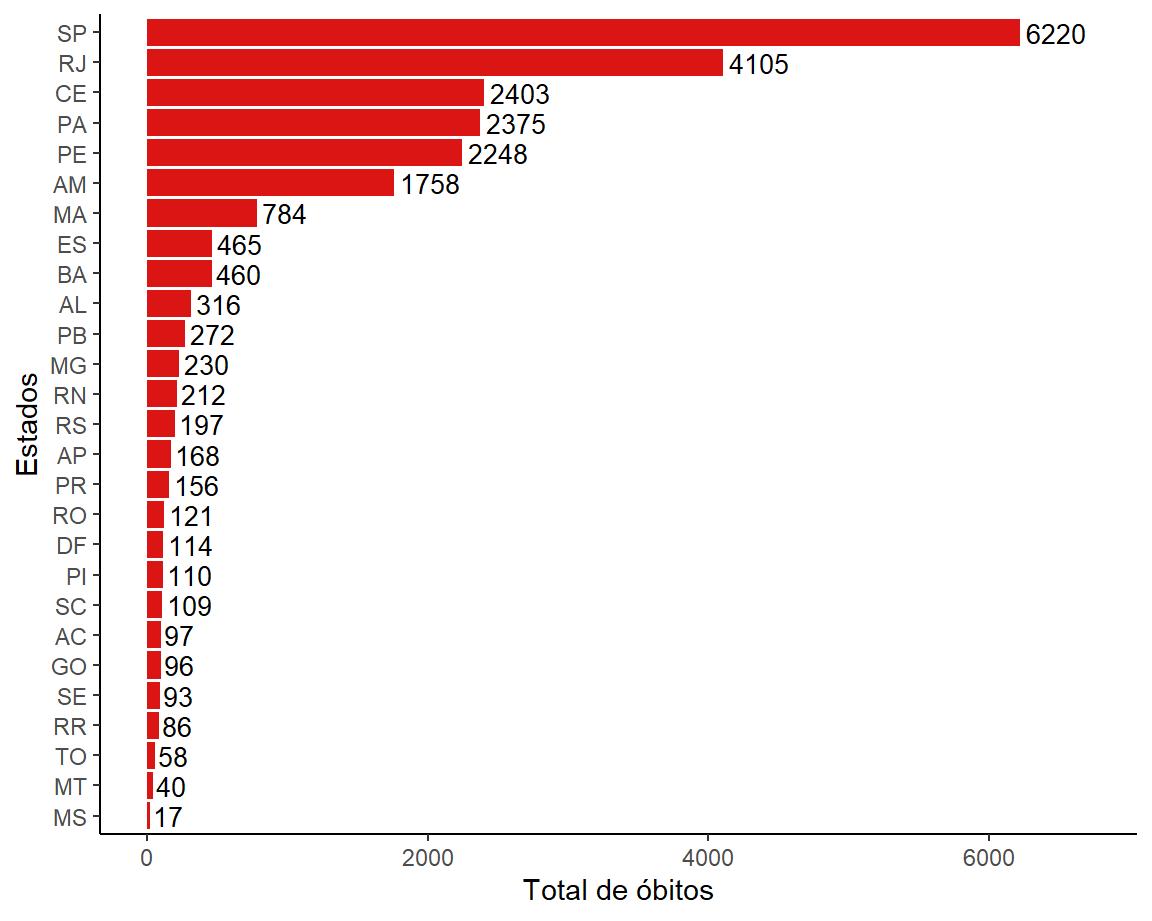 SP 6220
RJ 4105
CE 2403
PA 2375
PE 2248
AM 1758
MA 784
ES 465
BA 460
AL 316
PB 272
MG 230
RN 212
RS 197
AP 168
PR 156
RO 121
DF 114
PI 110
SC 109
AC 97
GO 96
SE 93
RR 86
TO 58
MT 40
MS 17
Estados
0 2000 4000 6000
Total de óbitos